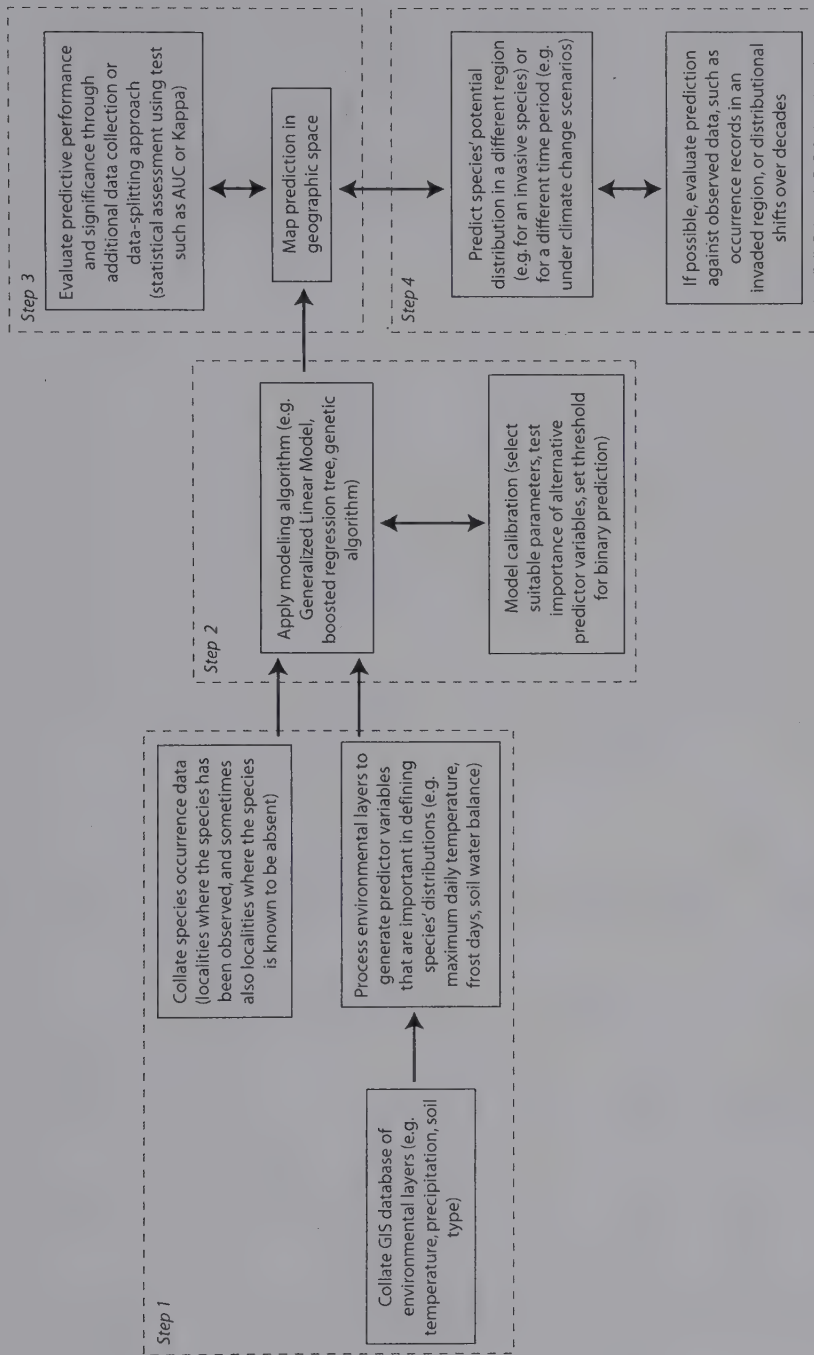 Step 1
Collate species occurrence data
(localities where the species has
been observed, and sometimes
also localities where the species
is known to be absent)
Collate GIS database of
environmental layers (e.g.
temperature, precipitation, soil
type)
Process environmental layers to
generate predictor variables
that are important in defining
species' distributions (e.g.
maximum daily temperature,
frost days, soil water balance)
Step 2
Apply modeling algorithm (e.g.
Generalized Linear Model,
boosted regression tree, genetic
algorithm)
Model calibration (select
suitable parameters, test
importance of alternative
predictor variables, set threshold
for binary prediction)
Step 3
Evaluate predictive performance
and significance through
additional data collection or
data-splitting approach
(statistical assessment using test
such as AUC or Kappa)
Map prediction in
geographic space
Step 4
Predict species' potential
distribution in a different region
(e.g. for an invasive species) or
for a different time period (e.g.
under climate change scenarios)
If possible, evaluate prediction
against observed data, such as
occurrence records in an
invaded region, or distributional
shifts over decades